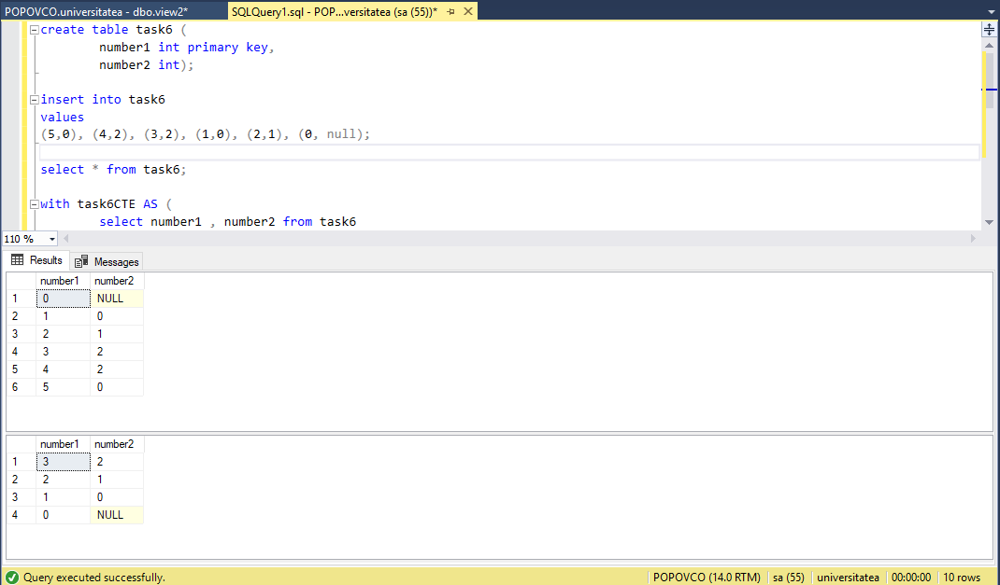 POPOVCO.universitatea - dbo.view2*
SQLQuery1.sql - POP...versitatea (sa (55))*
create table task6 (
number1 int primary key,
number2 int);
insert into task6
values
(5,0), (4,2), (3,2), (1,0), (2,1), (0, null);
select * from task6;
with task6CTE AS (
select number1 , number2 from task6
110 %
Results Messages
number1 number2
1 0 NULL
2 1 0
3 2 1
4 3 2
5 4 2
6 5 0
number1 number2
1 3 2
2 2 1
3 1 0
4 0 NULL
Query executed successfully. POPOVCO (14.0 RTM) sa (55) universitatea 00:00:00 10 rows